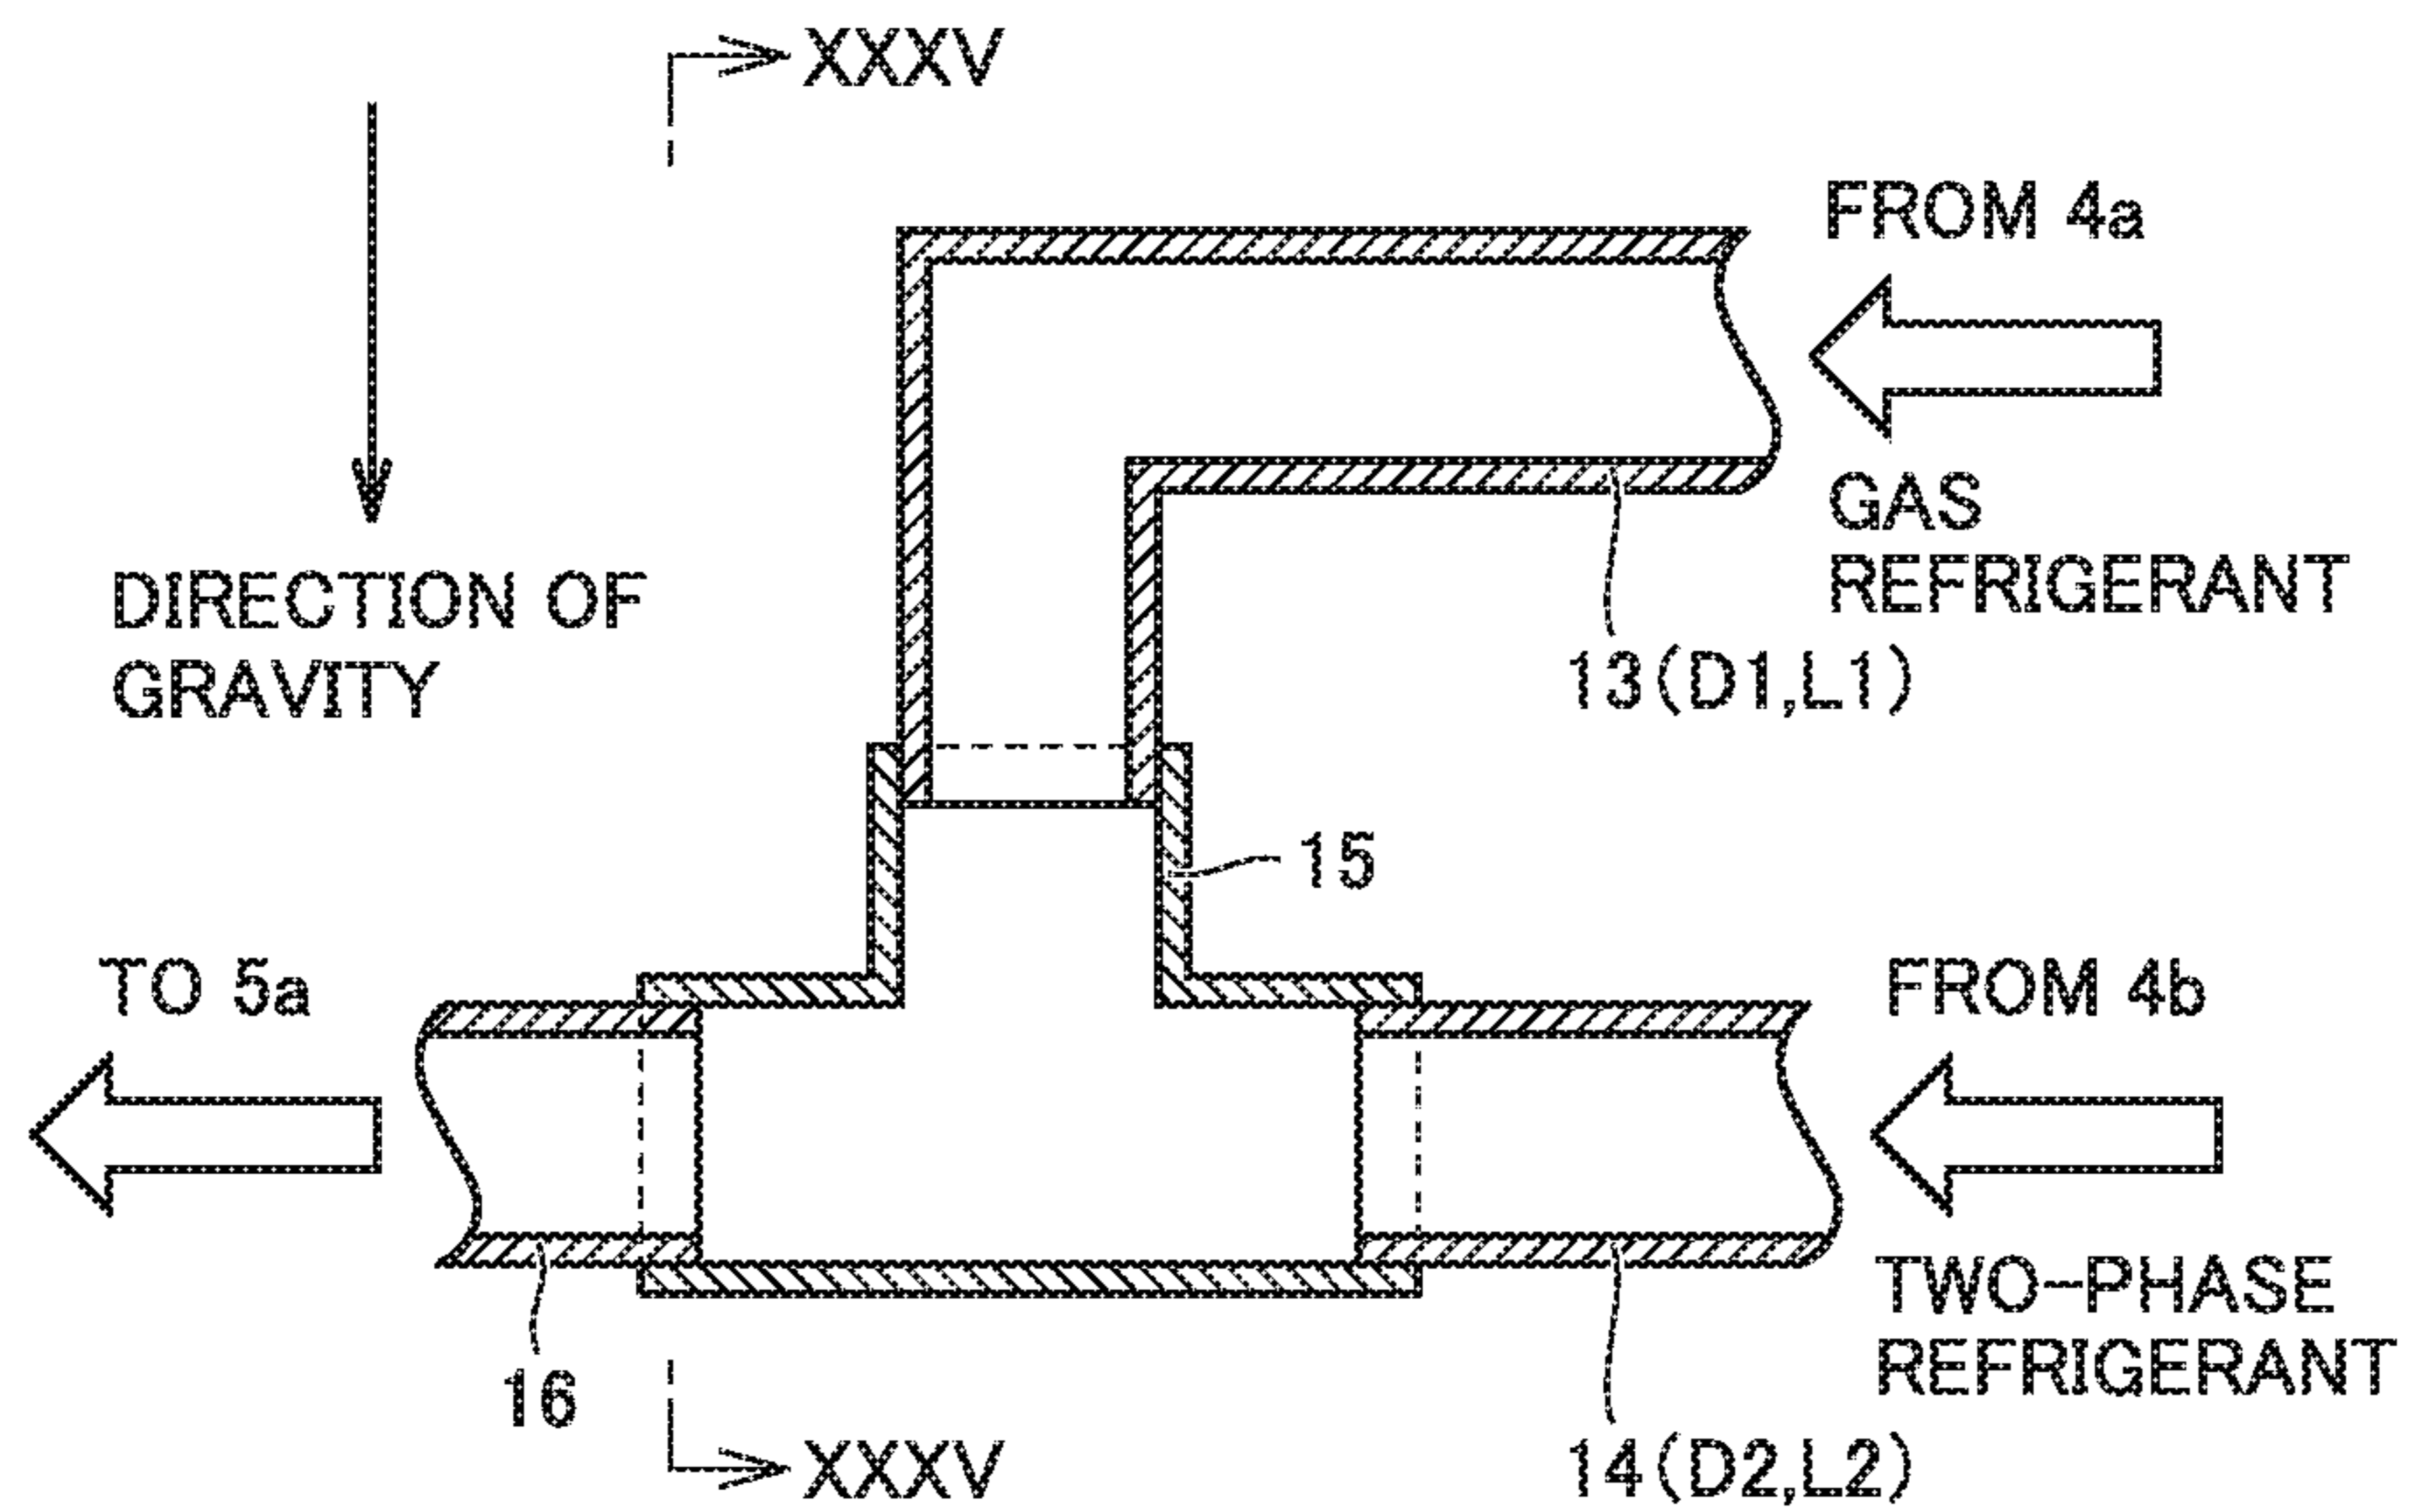 XXXV
FROM 4a
GAS
REFRIGERANT
DIRECTION OF
GRAVITY
13(D1,L1)
15
TO 5a
FROM 4b
TWO-PHASE
REFRIGERANT
16
14(D2,L2)
XXXV